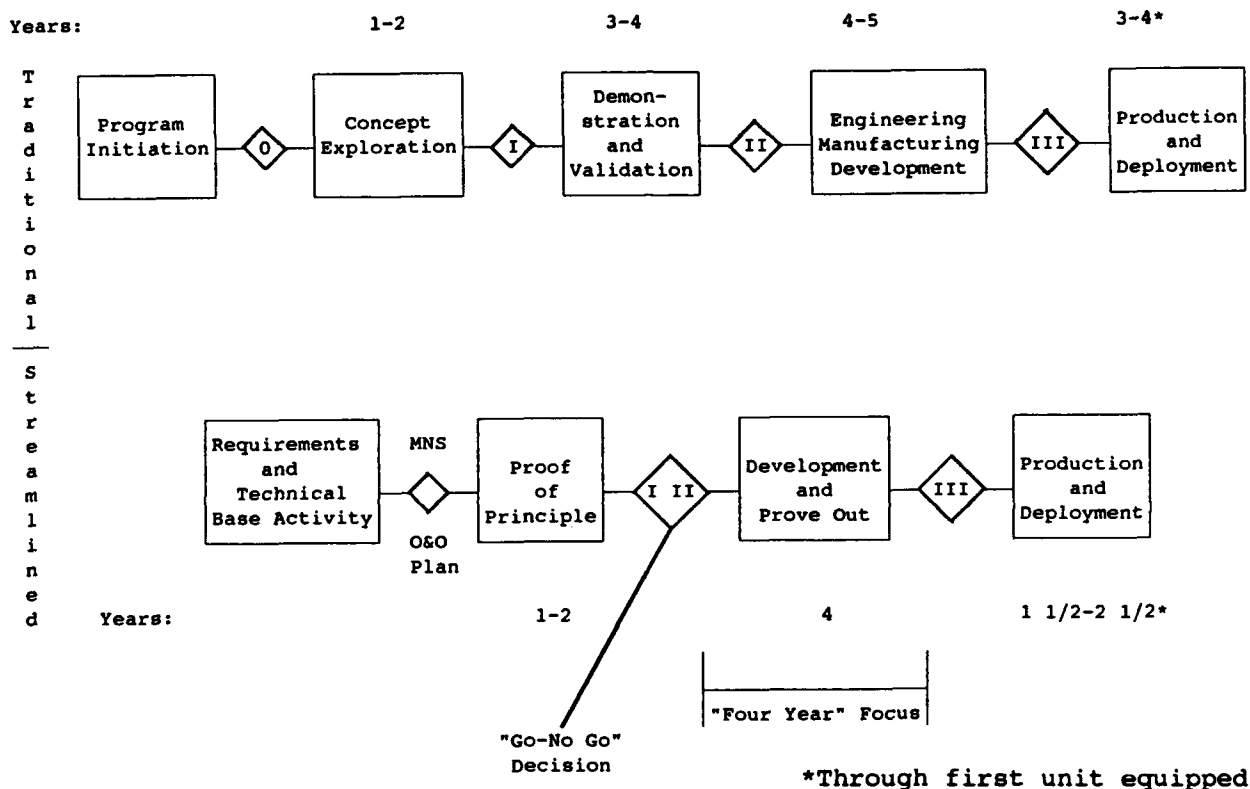 Years: 1-2 3-4 4-5 3-4*
Traditional
Program
Initiation
0
Concept
Exploration
I
Demon-
stration
and
Validation
II
Engineering
Manufacturing
Development
III
Production
and
Deployment
Streamlined
Requirements
and
Technical
Base Activity
MNS
O&O
Plan
Proof
of
Principle
I II
Development
and
Prove Out
III
Production
and
Deployment
Years: 1-2 4 1 1/2-2 1/2*
"Four Year" Focus
"Go-No Go"
Decision
*Through first unit equipped